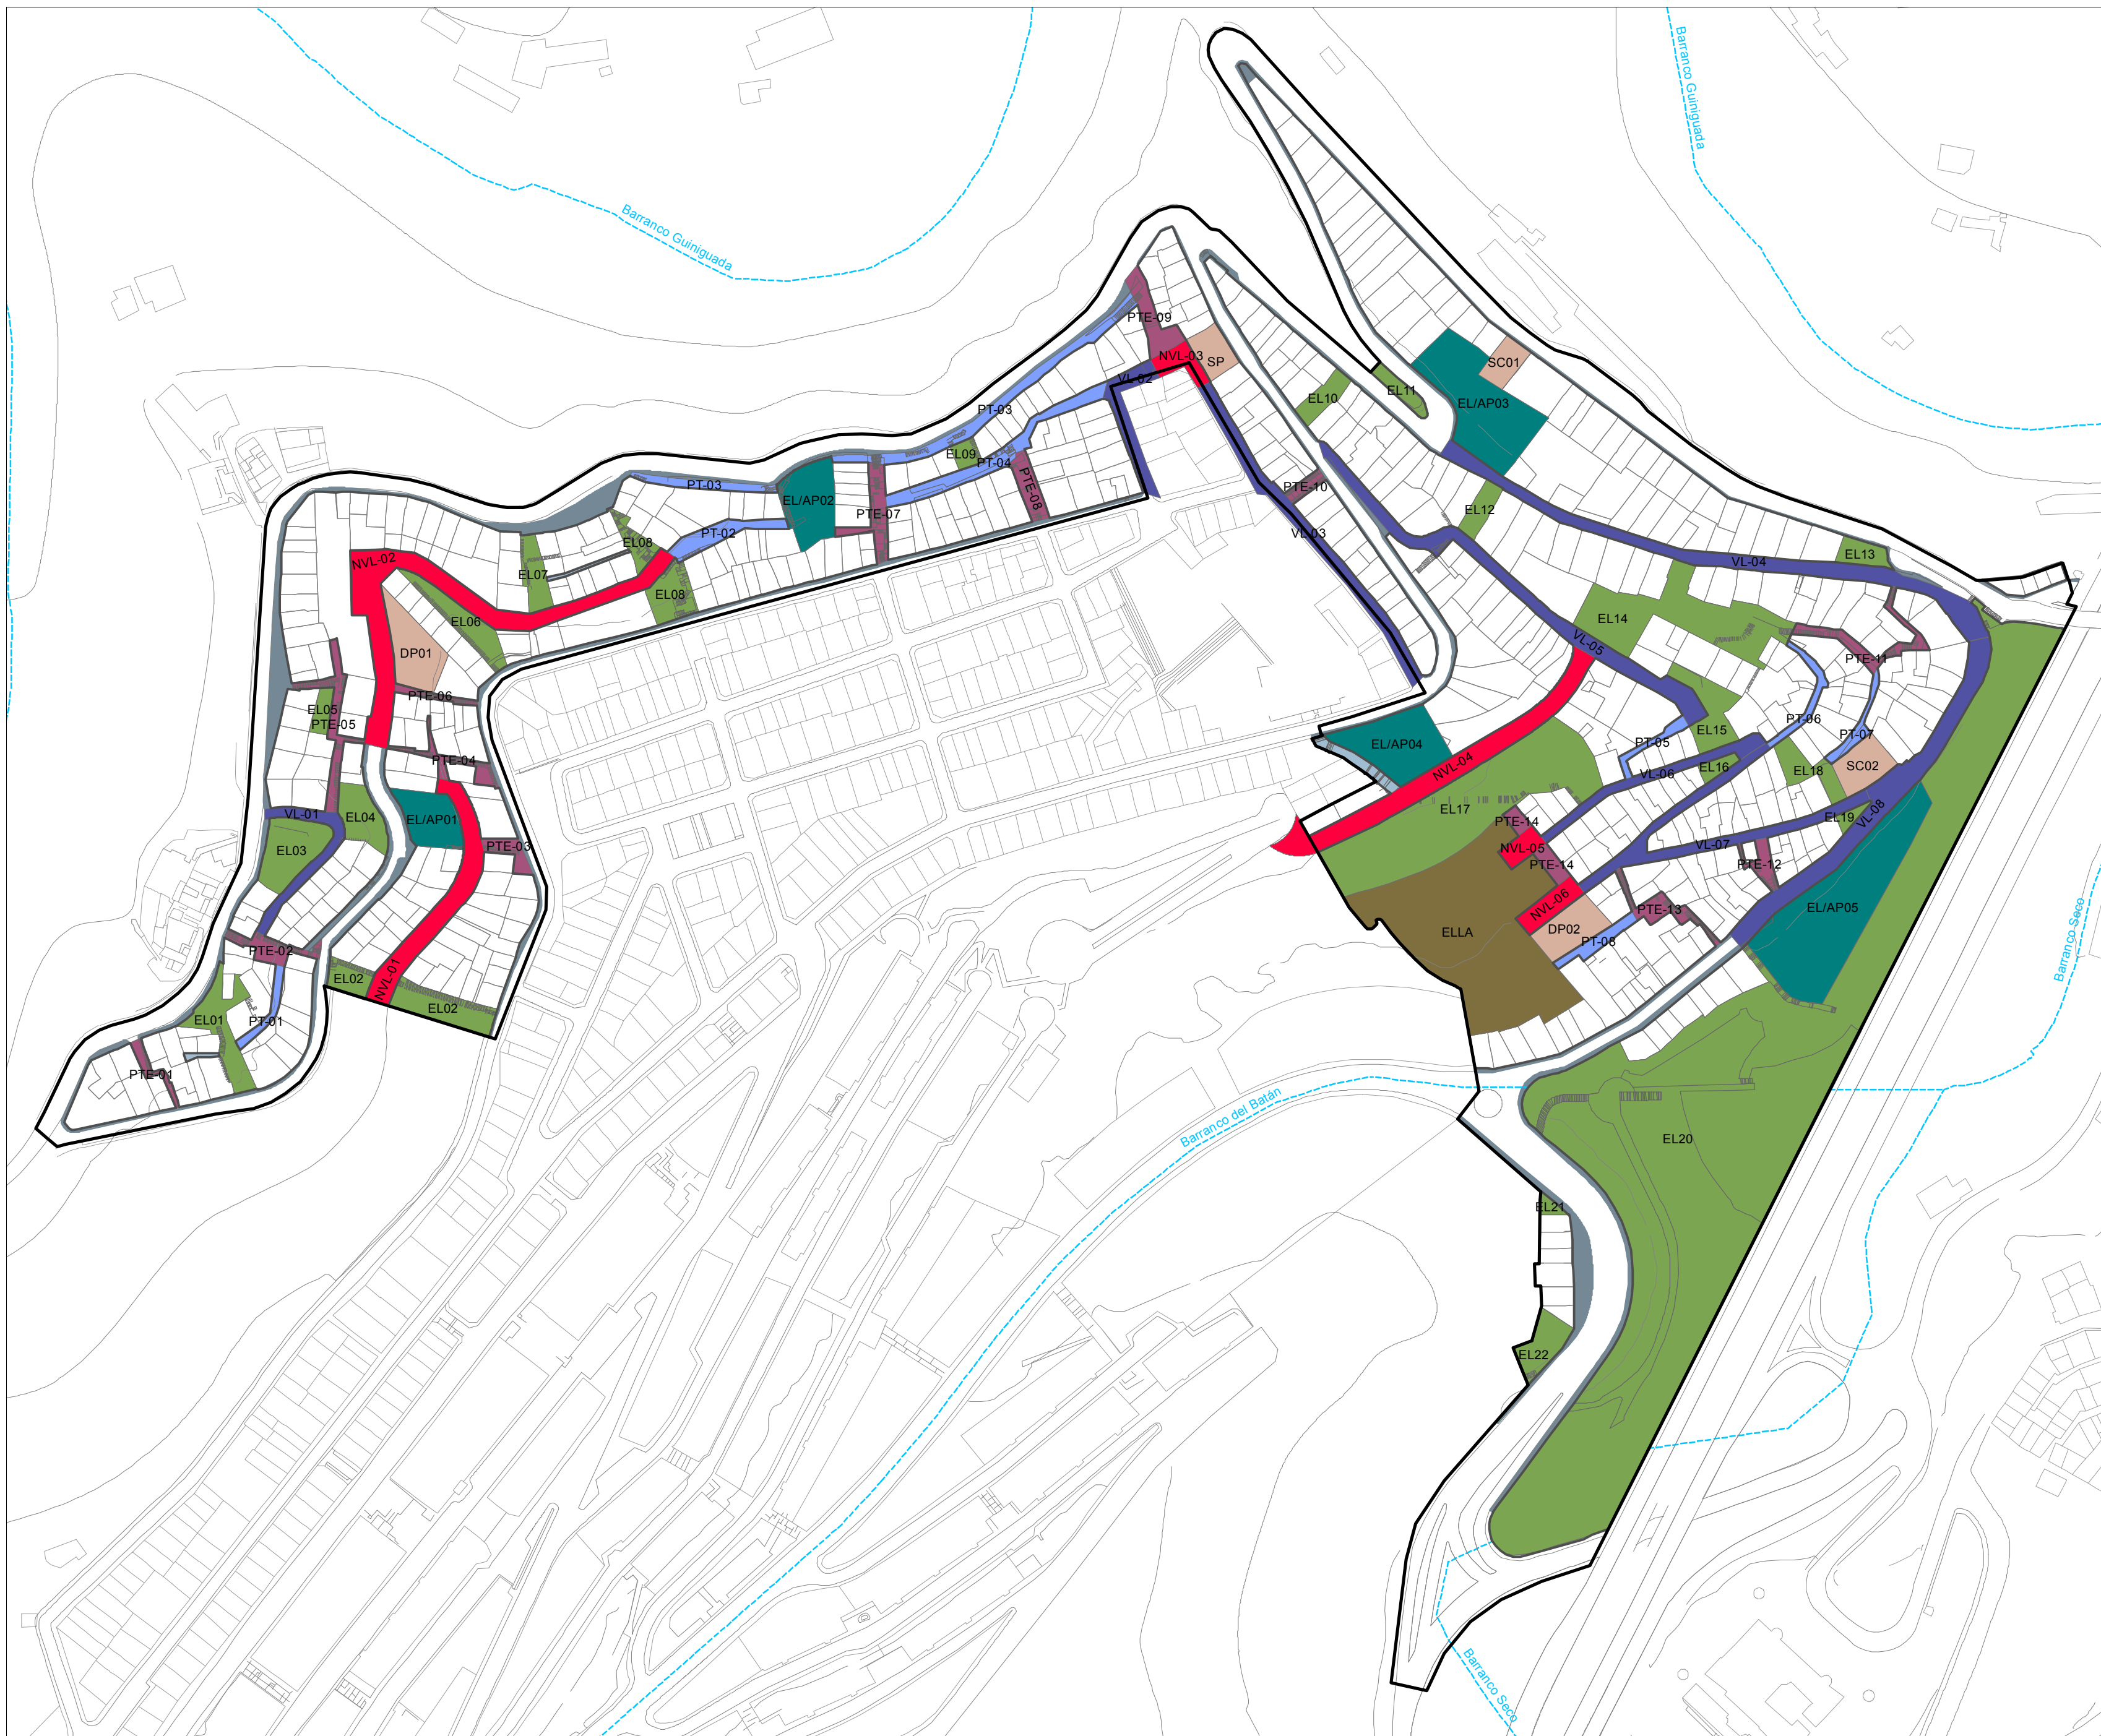 Barranco Guiniguada
Barranco Guiniguada
PTE-09
NVL-03
SP
VL-02
SC01
EL11
EL10
EL/AP03
PT-03
EL09
PT-04
PTE-08
PT-03
EL/AP02
PTE-07
PTE-10
VL-03
EL12
PT-02
EL08
EL08
EL07
NVL-02
EL06
DP01
VL-04
EL13
EL14
VL-05
PTE-11
PTE-06
EL05
PTE-05
PTE-04
PT-06
PT-07
PT-05
EL15
EL/AP04
NVL-04
VL-06
EL16
EL18
SC02
EL17
VL-01
EL04
EL/AP01
EL03
PTE-03
PTE-14
NVL-05
PTE-14
EL19
VL-08
VL-07
PTE-12
NVL-06
PTE-13
EL/AP05
ELLA
DP02
PT-08
PTE-02
EL02
NVL-01
EL02
EL01
PT-01
PTE-01
Barranco Seco
Barranco del Batán
EL20
EL21
EL22
Barranco Seco